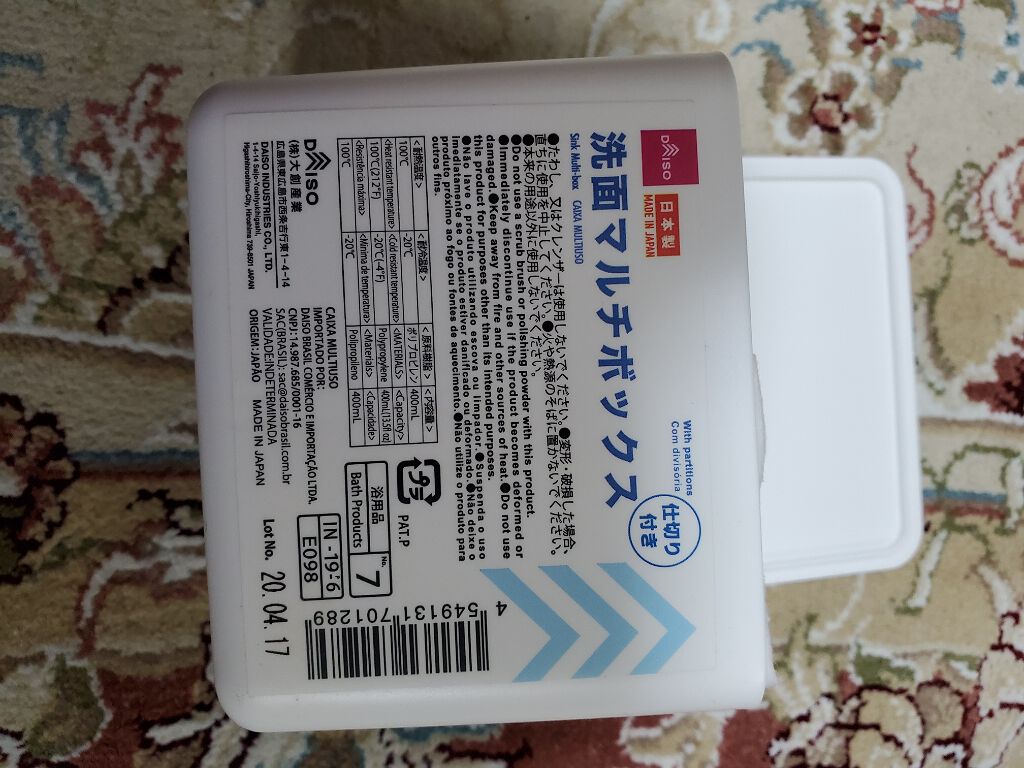 DAISO
日本製
MADE IN JAPAN
洗面マルチボックス
Sink Multi-box CAIXA MULTIUSO
With partitions
Com divisória
仕切り
付き
●たわし、又はクレンザーは使用しないでください。●変形・破損した場合、
直ちに使用を中止してください。●火や熱源のそばに置かないでください。
●本来の用途以外に使用しないでください。
●Do not use a scrub brush or polishing powder with this product.
●Immediately discontinue use if the product becomes deformed or
damaged. ●Keep away from fire and other sources of heat. ●Do not use
this product for purposes other than its intended purposes.
●Não lave o produto utilizando escova ou limpador. ●Suspenda o uso
imediatamente se o produto estiver danificado ou deformado. ●Não deixe o
produto próximo ao fogo ou fontes de aquecimento. ●Não utilize o produto para
outros fins.
<耐熱温度> <耐冷温度> <原料樹脂> <内容量>
100℃ -20℃ ポリプロピレン 400mL
<Heat resistant temperature> <Cold resistant temperature> <MATERIALS> <Capacity>
100℃(212℉) -20℃(-4℉) Polypropylene 400mL(13.5fl oz)
<Resistência máxima> <Mínima de temperatura> <Materiais> <Capacidade>
100℃ -20℃ Polipropileno 400mL
プラ
PAT.P
浴用品
Bath Products
No.
7
DAISO
(株)大創産業
広島県東広島市西条吉行東1-4-14
DAISO INDUSTRIES CO., LTD.
1-4-14 Saijo-Yoshiyukihigashi,
Higashihiroshima-City, Hiroshima 739-8501 JAPAN
CAIXA MULTIUSO
IMPORTADO POR:
DAISO BRASIL COMÉRCIO E IMPORTAÇÃO LTDA.
CNPJ:14.987.685/0001-16
SAC(BRASIL): sac@daisobrasil.com.br
VALIDADE:INDETERMINADA
ORIGEM: JAPÃO MADE IN JAPAN
IN-19-'6
E098
Lot No. 20.04.17
4 549131 701289